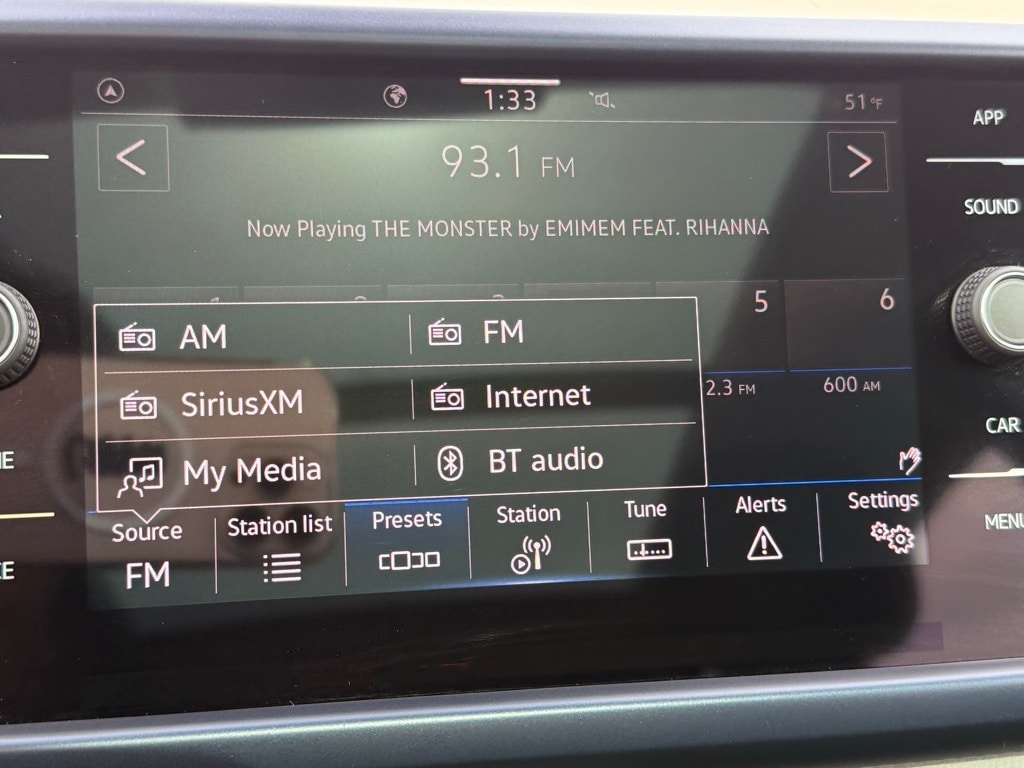 1:33
51 °F
APP
<
93.1 FM
>
SOUND
Now Playing THE MONSTER by EMIMEM FEAT. RIHANNA
5
6
AM
FM
2.3 FM
600 AM
SiriusXM
Internet
CAR
My Media
BT audio
Source
Station list
Presets
Station
Tune
Alerts
Settings
MENU
FM